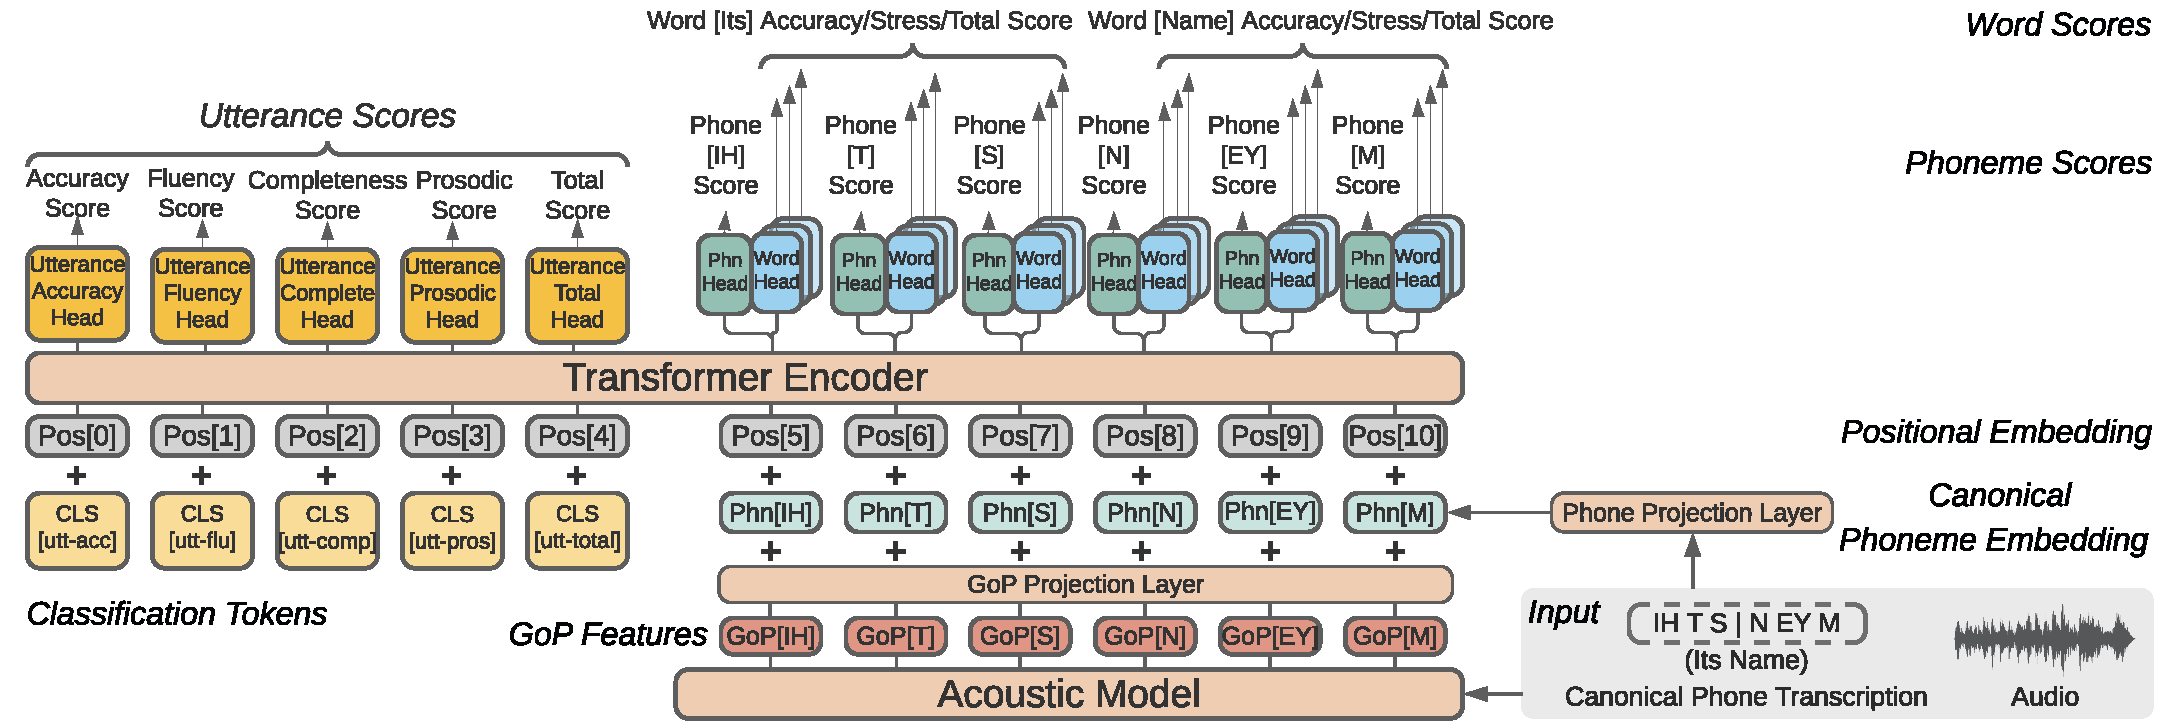 Word [Its] Accuracy/Stress/Total Score Word [Name] Accuracy/Stress/Total Score Word Scores
Utterance Scores
Phone [IH] Score
Phone [T] Score
Phone [S] Score
Phone [N] Score
Phone [EY] Score
Phone [M] Score
Phoneme Scores
Accuracy Score
Fluency Score
Completeness Score
Prosodic Score
Total Score
Utterance Accuracy Head
Utterance Fluency Head
Utterance Complete Head
Utterance Prosodic Head
Utterance Total Head
Phn Head
Word Head
Phn Head
Word Head
Phn Head
Word Head
Phn Head
Word Head
Phn Head
Word Head
Phn Head
Word Head
Transformer Encoder
Pos[0] Pos[1] Pos[2] Pos[3] Pos[4] Pos[5] Pos[6] Pos[7] Pos[8] Pos[9] Pos[10] Positional Embedding
+ + + + + + + + + + +
CLS [utt-acc]
CLS [utt-flu]
CLS [utt-comp]
CLS [utt-pros]
CLS [utt-total]
Phn[IH] Phn[T] Phn[S] Phn[N] Phn[EY] Phn[M]
Phone Projection Layer
Canonical
Phoneme Embedding
+ + + + + +
GoP Projection Layer
Classification Tokens
GoP Features
GoP[IH] GoP[T] GoP[S] GoP[N] GoP[EY] GoP[M]
Acoustic Model
Input
IH T S | N EY M
(Its Name)
Canonical Phone Transcription
Audio